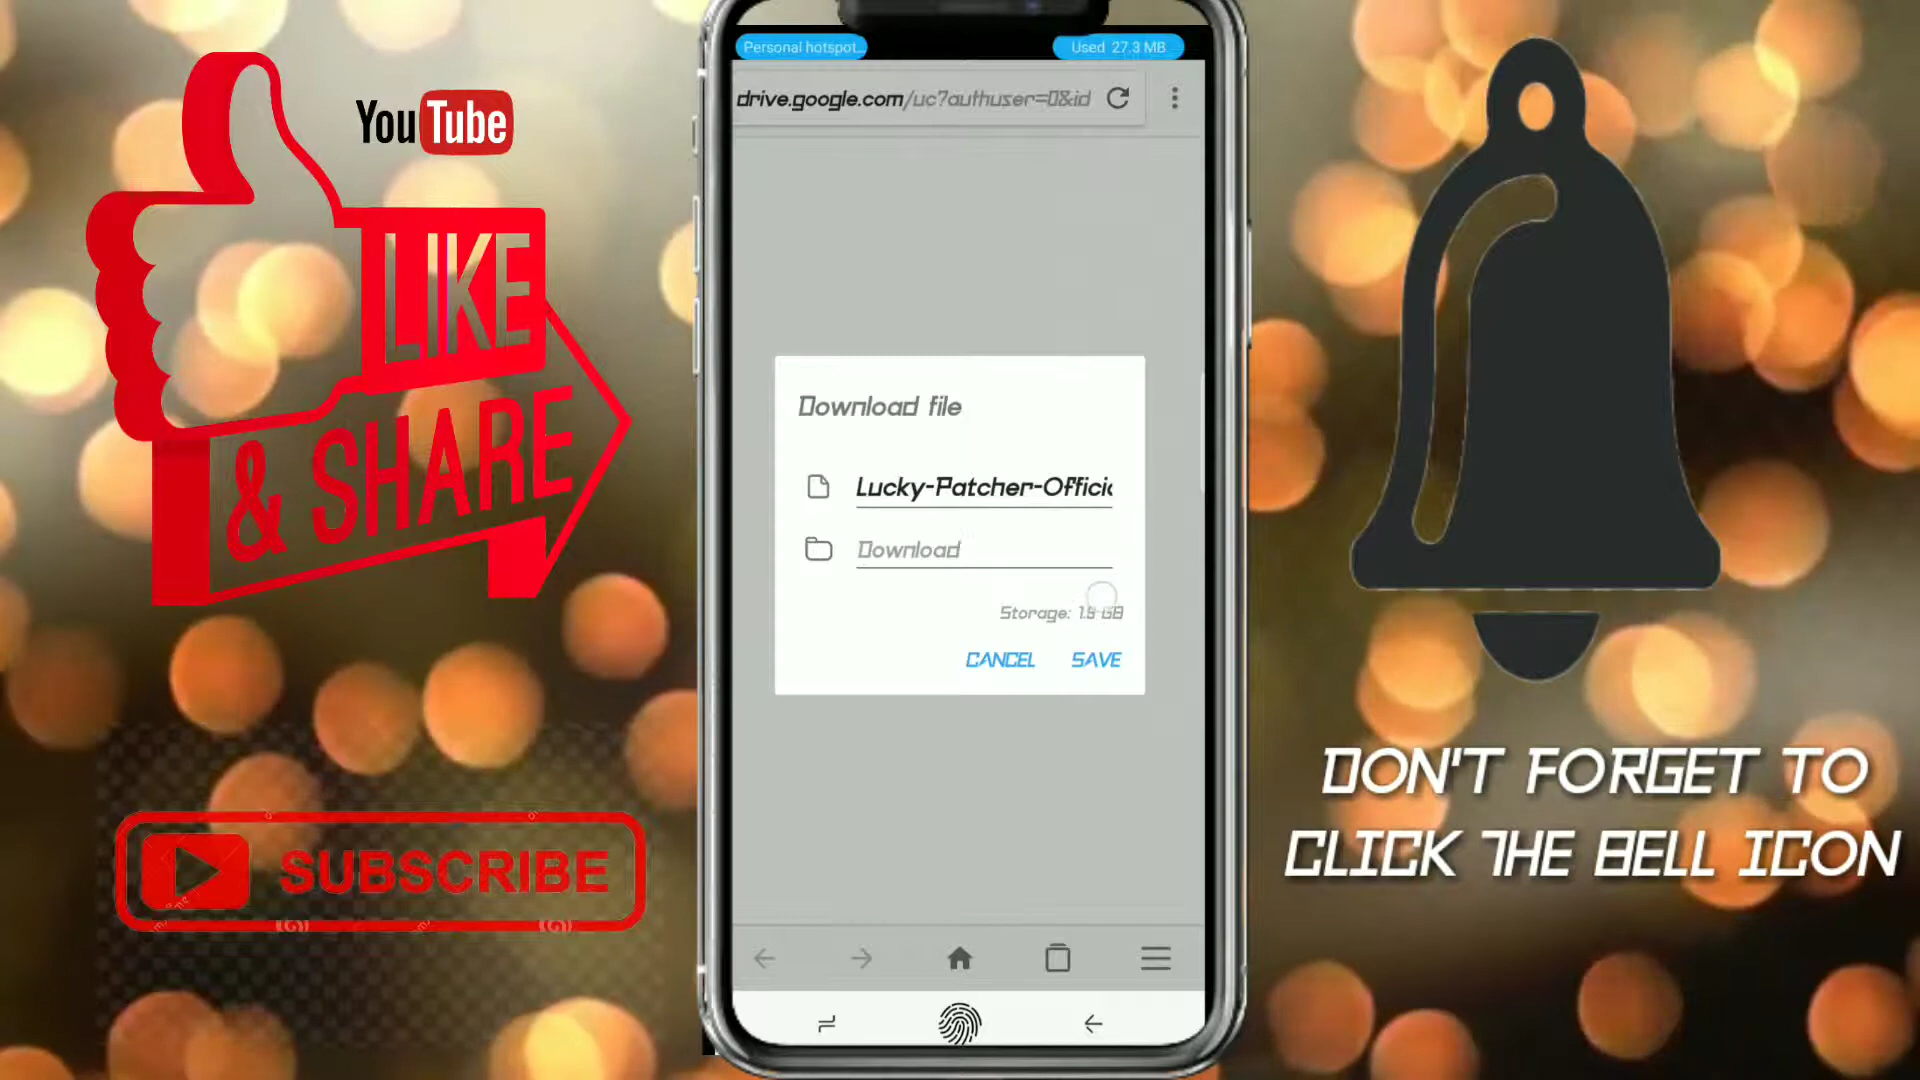 YouTube
LIKE
& SHARE
SUBSCRIBE
Personal hotspot...
Used 27.3 MB
drive.google.com/uc?authuser=0&id
Download file
Lucky-Patcher-Offici
Download
Storage: 1.9 GB
CANCEL SAVE
DON'T FORGET TO
CLICK THE BELL ICON